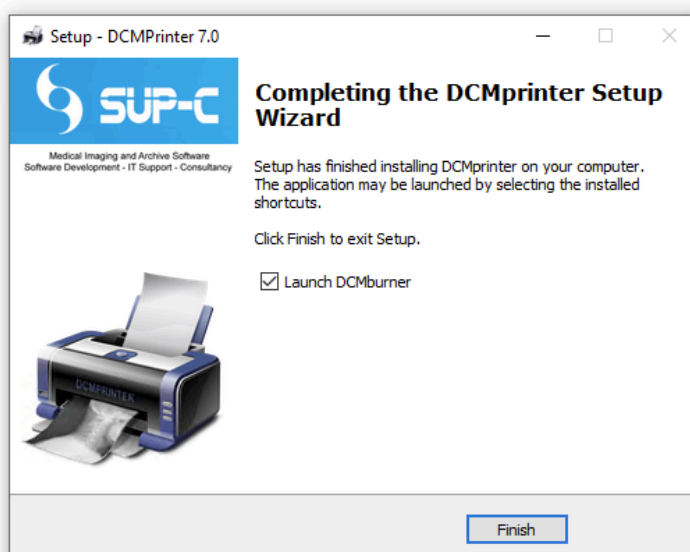 Setup - DCMPrinter 7.0
SUP-C
Medical Imaging and Archive Software
Software Development - IT Support - Consultancy
Completing the DCMprinter Setup
Wizard
Setup has finished installing DCMprinter on your computer.
The application may be launched by selecting the installed
shortcuts.
Click Finish to exit Setup.
Launch DCMburner
DCMPRINTER
Finish